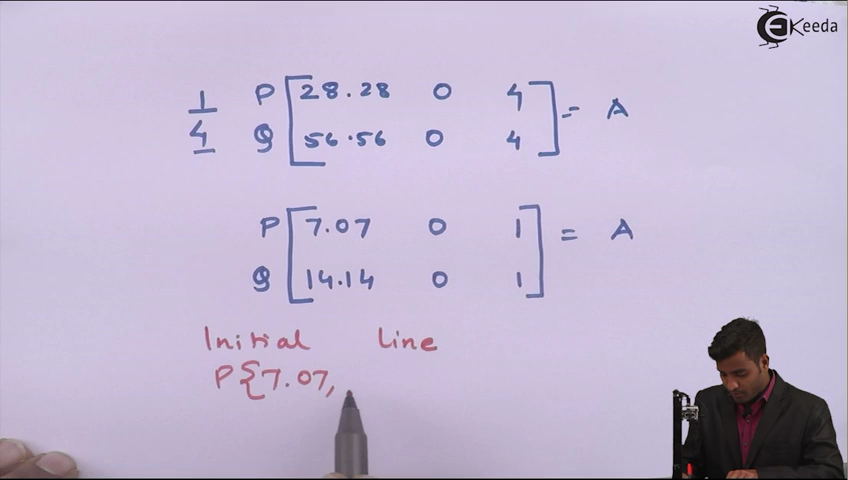 Keeda
1 P [ 28.28 0 4 ] = A
4 Q [ 56.56 0 4 ]
P [ 7.07 0 1 ] = A
Q [ 14.14 0 1 ]
Initial Line
P{7.07,